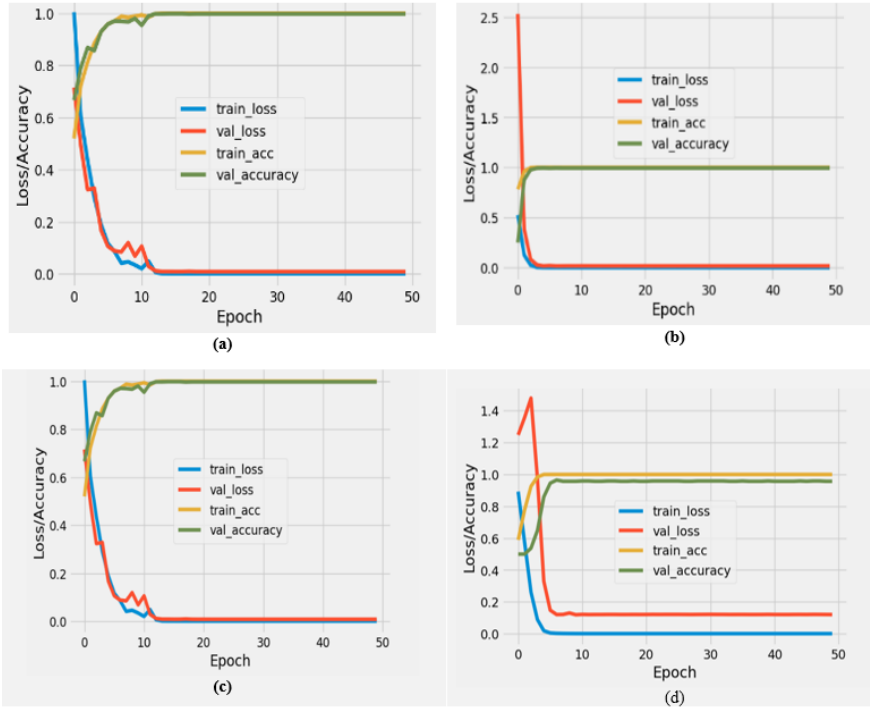 1.0
0.8
0.6
0.4
0.2
0.0
Loss/Accuracy
train_loss
val_loss
train_acc
val_accuracy
0 10 20 30 40 50
Epoch
(a)
2.5
2.0
1.5
1.0
0.5
0.0
Loss/Accuracy
train_loss
val_loss
train_acc
val_accuracy
0 10 20 30 40 50
Epoch
(b)
1.0
0.8
0.6
0.4
0.2
0.0
Loss/Accuracy
train_loss
val_loss
train_acc
val_accuracy
0 10 20 30 40 50
Epoch
(c)
1.4
1.2
1.0
0.8
0.6
0.4
0.2
0.0
Loss/Accuracy
train_loss
val_loss
train_acc
val_accuracy
0 10 20 30 40 50
Epoch
(d)